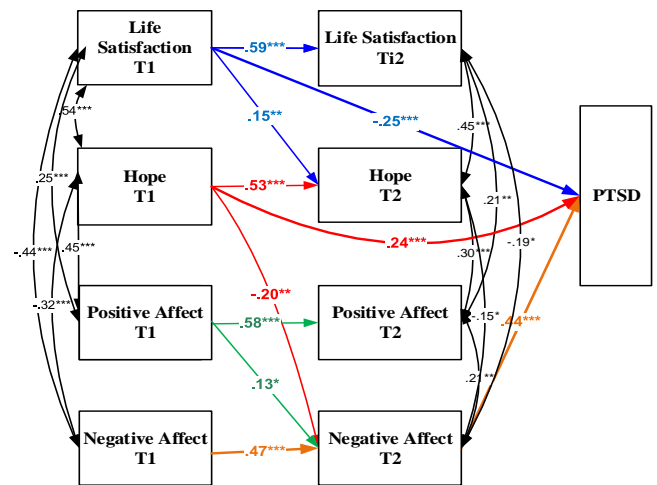 Life
Satisfaction
T1
Life Satisfaction
Ti2
.59***
.54***
.15**
-.25***
.45***
PTSD
Hope
T1
.53***
Hope
T2
.25***
.21**
-.19*
-.44***
.45***
.24***
.30***
-.32***
-.20**
Positive Affect
T1
.58***
Positive Affect
T2
-.15*
.44***
.13*
.21**
Negative Affect
T1
.47***
Negative Affect
T2